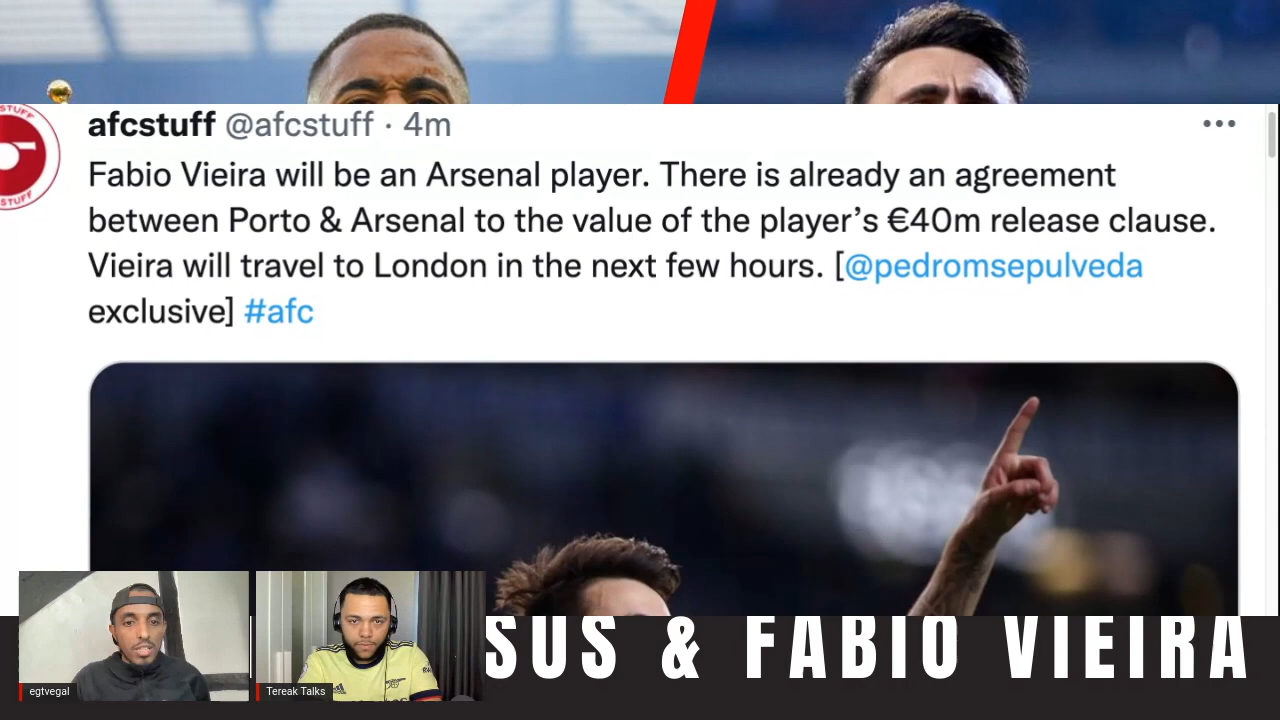 afcstuff @afcstuff · 4m
Fabio Vieira will be an Arsenal player. There is already an agreement
between Porto & Arsenal to the value of the player’s €40m release clause.
Vieira will travel to London in the next few hours. [@pedromsepulveda
exclusive] #afc
SUS & FABIO VIEIRA
egtvegal
Tereak Talks